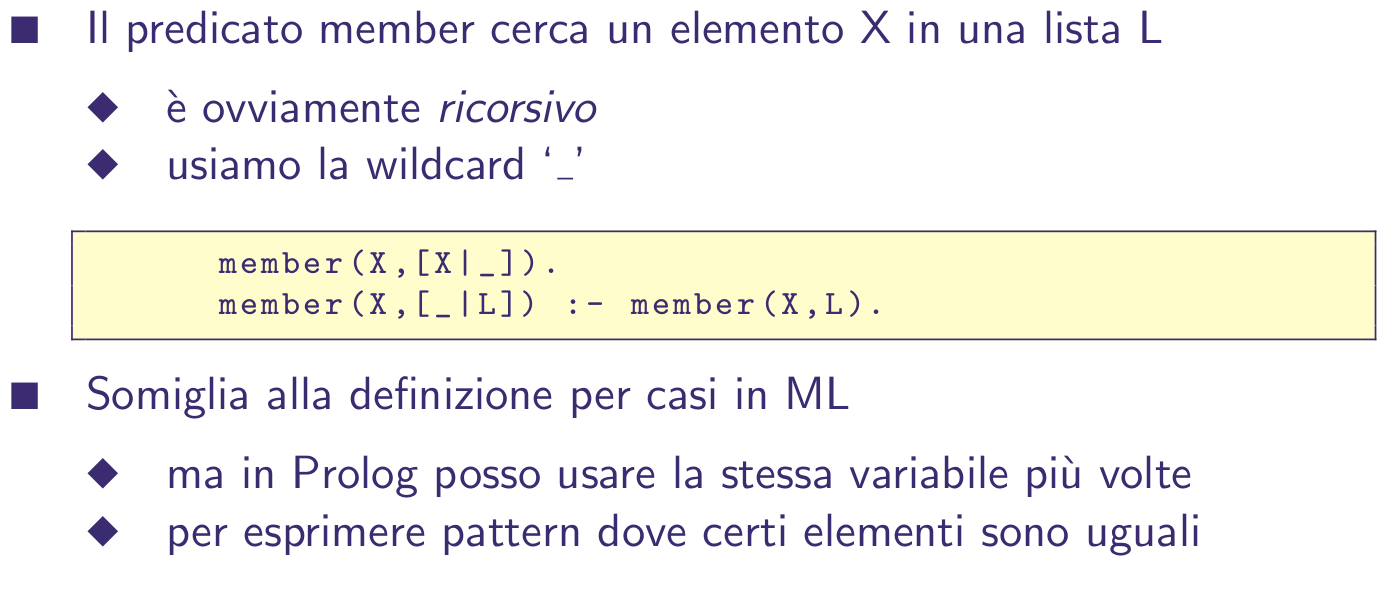 Il predicato member cerca un elemento X in una lista L
è ovviamente ricorsivo
usiamo la wildcard ‘_’
member(X,[X|_]).
member(X,[_|L]) :- member(X,L).
Somiglia alla definizione per casi in ML
ma in Prolog posso usare la stessa variabile più volte
per esprimere pattern dove certi elementi sono uguali